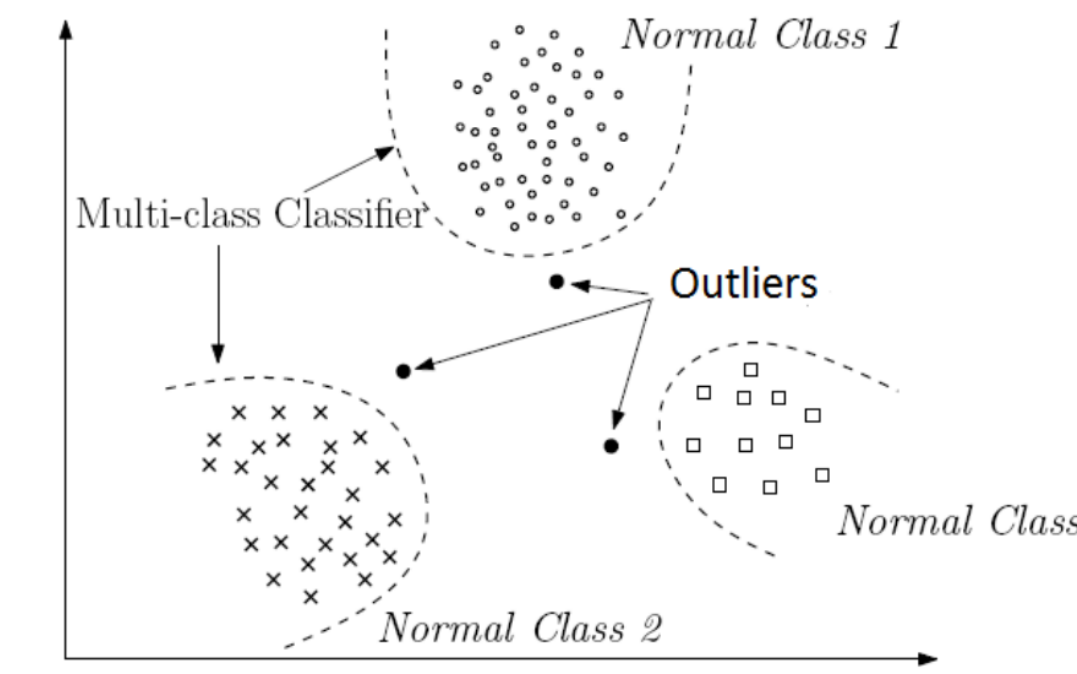 Normal Class 1
Multi-class Classifier
Outliers
Normal Class
Normal Class 2